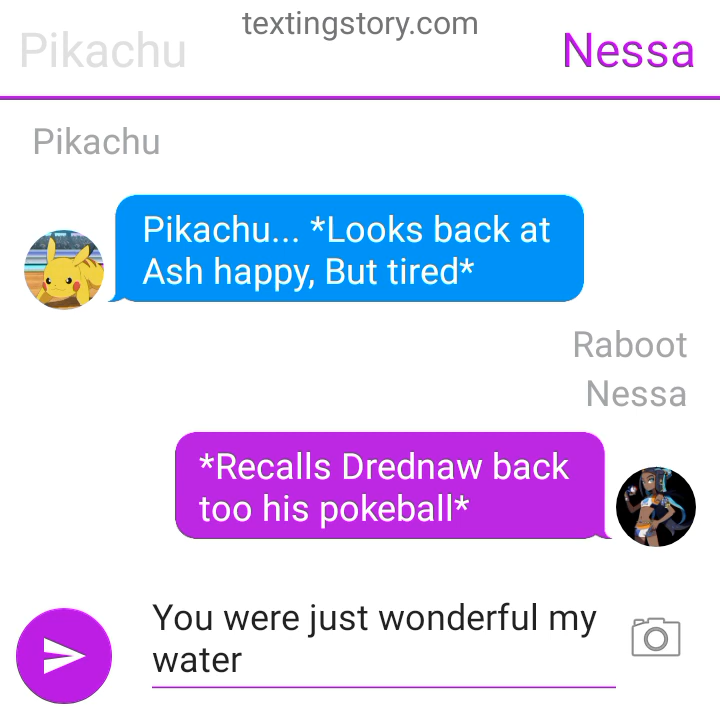 textingstory.com
Pikachu
Nessa
Pikachu
Pikachu... *Looks back at
Ash happy, But tired*
Raboot
Nessa
*Recalls Drednaw back
too his pokeball*
You were just wonderful my
water